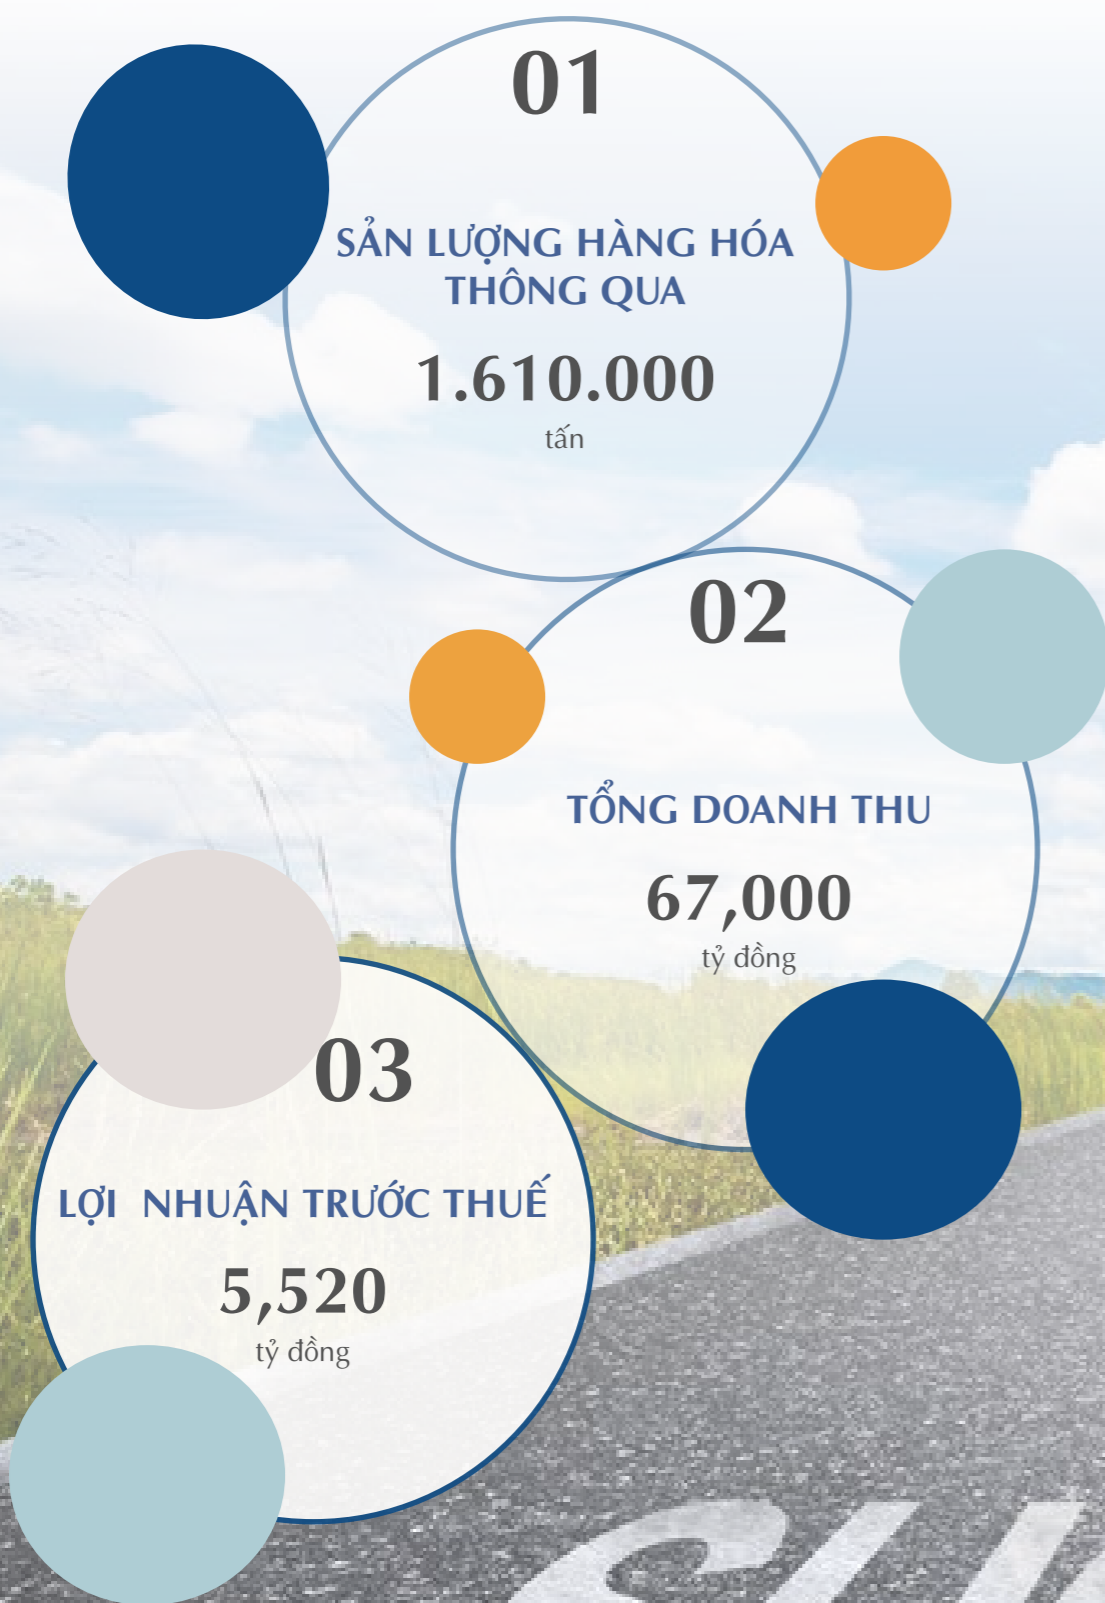 01
SẢN LƯỢNG HÀNG HÓA
THÔNG QUA
1.610.000
tấn
02
TỔNG DOANH THU
67,000
tỷ đồng
03
LỢI NHUẬN TRƯỚC THUẾ
5,520
tỷ đồng